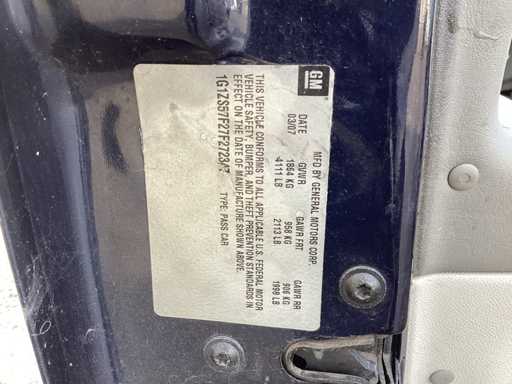 GM
MFD BY GENERAL MOTORS CORP
DATE GVWR GAWR FRT GAWR RR
03/07 1864 KG 958 KG 906 KG
4111 LB 2113 LB 1998 LB
THIS VEHICLE CONFORMS TO ALL APPLICABLE U.S. FEDERAL MOTOR
VEHICLE SAFETY, BUMPER, AND THEFT PREVENTION STANDARDS IN
EFFECT ON THE DATE OF MANUFACTURE SHOWN ABOVE.
TYPE: PASS CAR